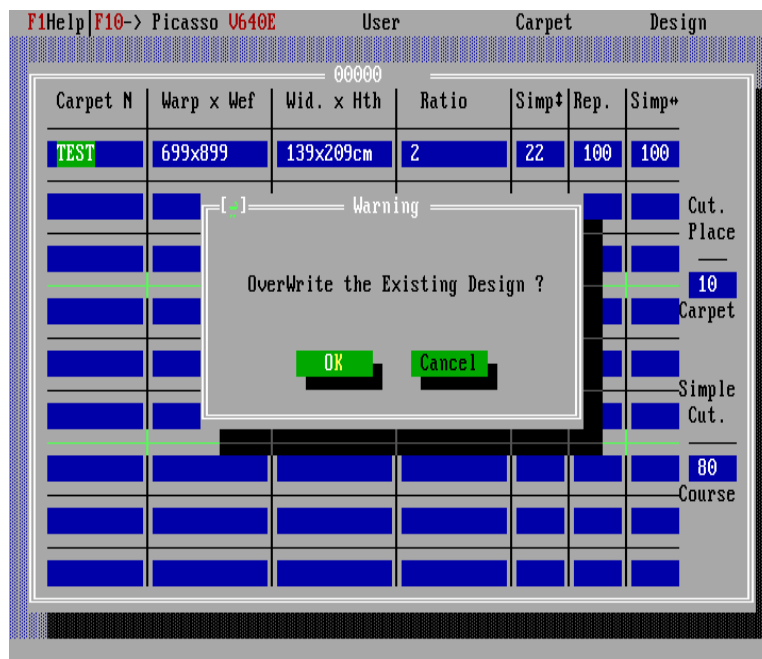 F1Help F10-> Picasso V640E User Carpet Design
00000
Carpet N Warp x Wef Wid. x Hth Ratio Simp↕ Rep. Simp↔
TEST 699x899 139x209cm 2 22 100 100
[ ] Warning
Cut.
Place
OverWrite the Existing Design ?
10
Carpet
OK Cancel
Simple
Cut.
80
Course